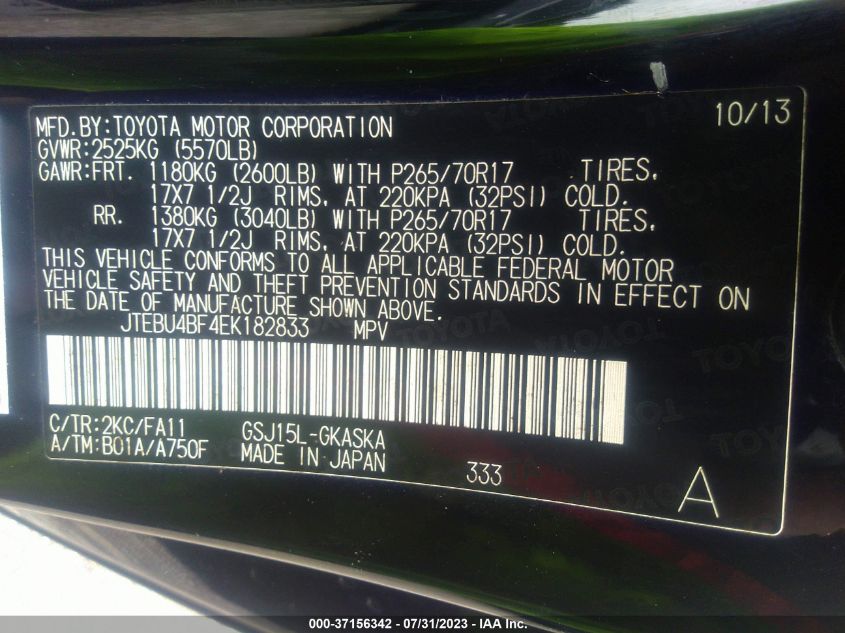 10/13
MFD.BY:TOYOTA MOTOR CORPORATION
GVWR:2525KG (5570LB)
GAWR:FRT. 1180KG (2600LB) WITH P265/70R17 TIRES,
17X7 1/2J RIMS, AT 220KPA (32PSI) COLD.
RR. 1380KG (3040LB) WITH P265/70R17 TIRES,
17X7 1/2J RIMS, AT 220KPA (32PSI) COLD.
THIS VEHICLE CONFORMS TO ALL APPLICABLE FEDERAL MOTOR
VEHICLE SAFETY AND THEFT PREVENTION STANDARDS IN EFFECT ON
THE DATE OF MANUFACTURE SHOWN ABOVE.
JTEBU4BF4EK182833 MPV
C/TR:2KC/FA11 GSJ15L-GKASKA
A/TM:B01A/A750F MADE IN JAPAN
333
A
TOYOTA
000-37156342 - 07/31/2023 - IAA Inc.